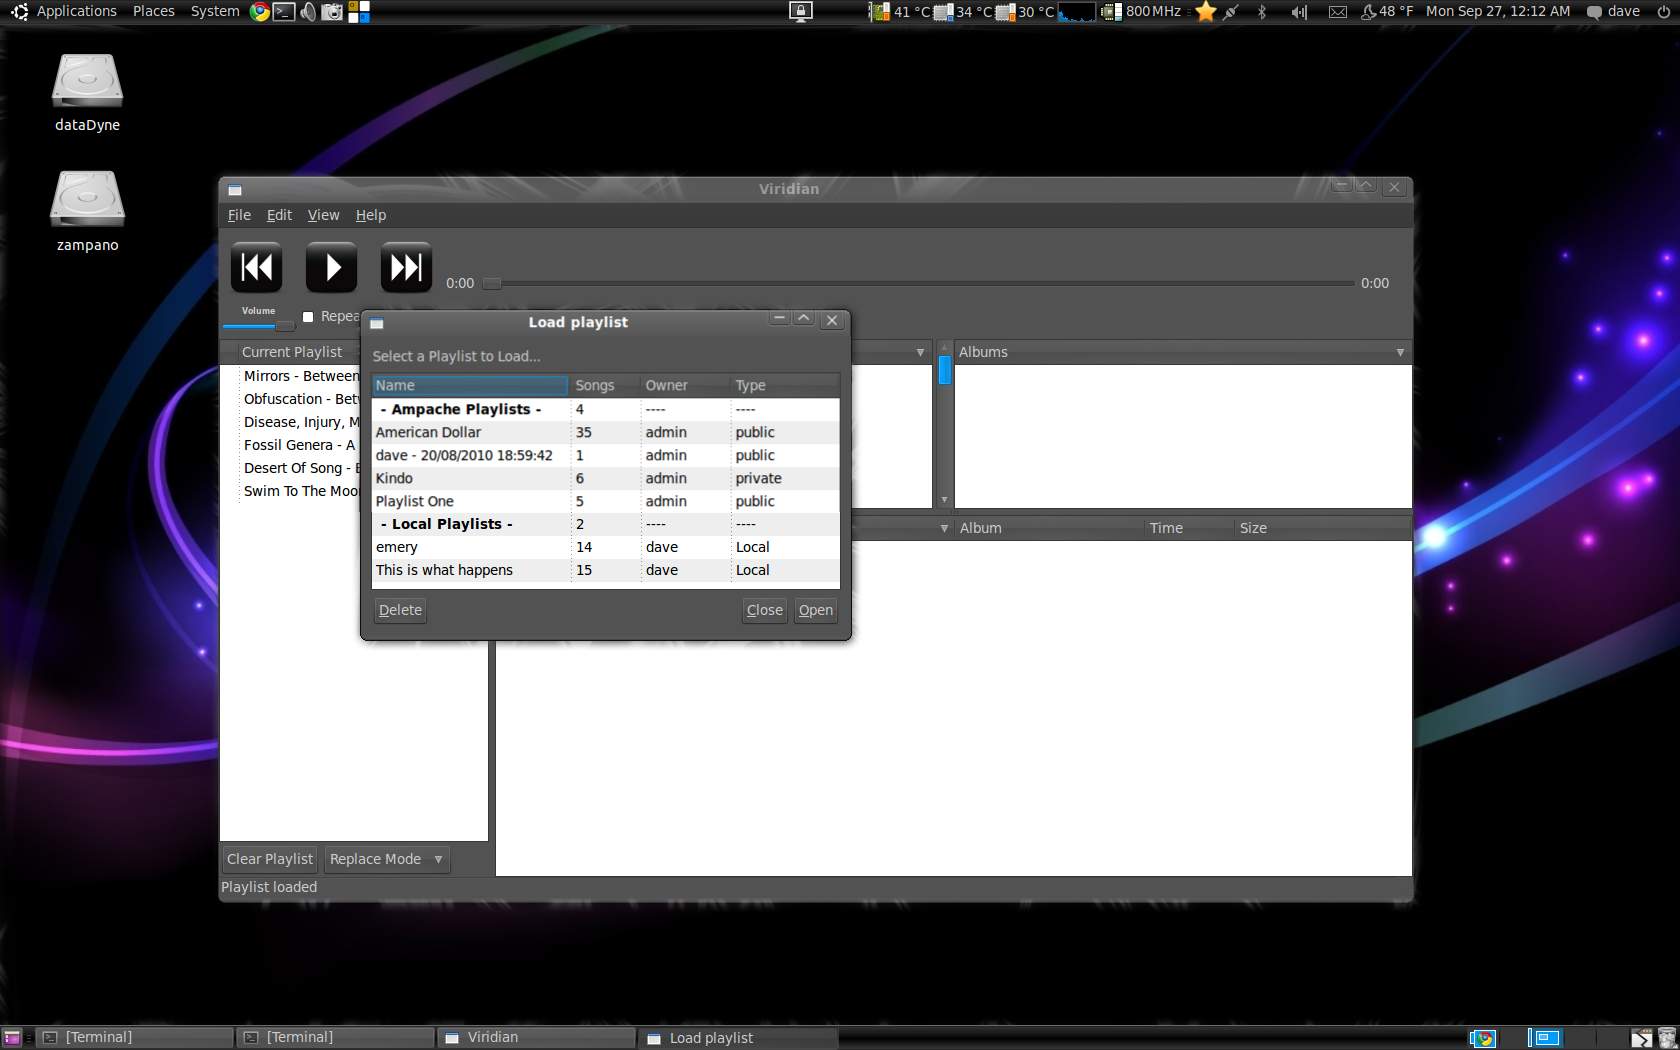 Applications Places System 41 °C 34 °C 30 °C 800 MHz 48 °F Mon Sep 27, 12:12 AM dave
dataDyne
zampano
Viridian
File Edit View Help
0:00 0:00
Volume
Repea
Load playlist
Select a Playlist to Load...
Name Songs Owner Type
- Ampache Playlists - 4 ---- ----
American Dollar 35 admin public
dave - 20/08/2010 18:59:42 1 admin public
Kindo 6 admin private
Playlist One 5 admin public
- Local Playlists - 2 ---- ----
emery 14 dave Local
This is what happens 15 dave Local
Delete Close Open
Current Playlist
Mirrors - Between
Obfuscation - Bet
Disease, Injury, M
Fossil Genera - A
Desert Of Song - B
Swim To The Moo
Albums
Album Time Size
Clear Playlist Replace Mode
Playlist loaded
[Terminal] [Terminal] Viridian Load playlist